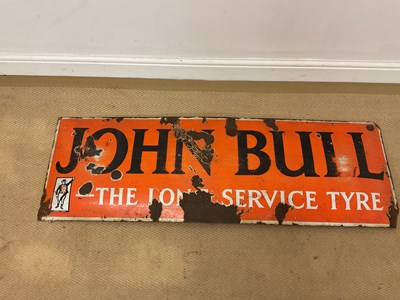 JOHN BULL
—THE LONG SERVICE TYRE